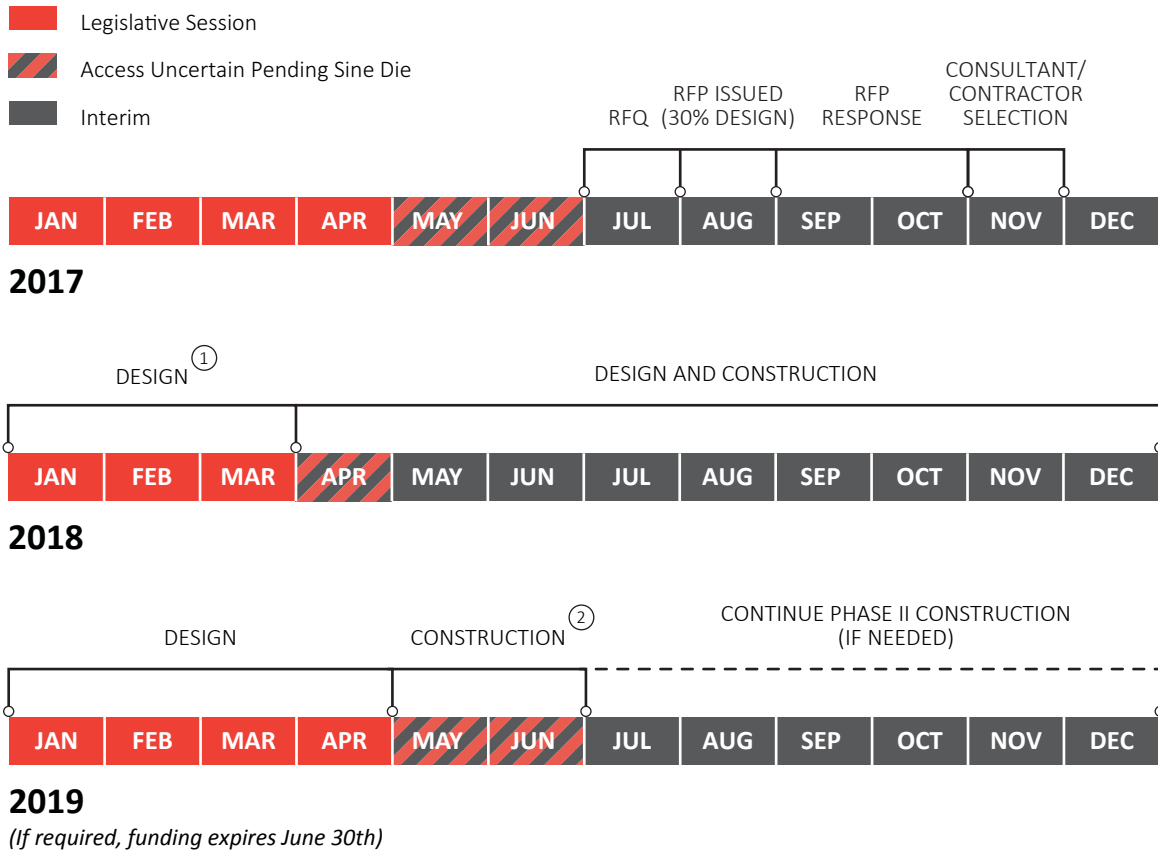 Legislative Session
Access Uncertain Pending Sine Die
Interim
RFQ
RFP ISSUED
(30% DESIGN)
RFP
RESPONSE
CONSULTANT/
CONTRACTOR
SELECTION
JAN FEB MAR APR MAY JUN JUL AUG SEP OCT NOV DEC
2017
DESIGN 1
DESIGN AND CONSTRUCTION
JAN FEB MAR APR MAY JUN JUL AUG SEP OCT NOV DEC
2018
DESIGN
CONSTRUCTION 2
CONTINUE PHASE II CONSTRUCTION
(IF NEEDED)
JAN FEB MAR APR MAY JUN JUL AUG SEP OCT NOV DEC
2019
(If required, funding expires June 30th)